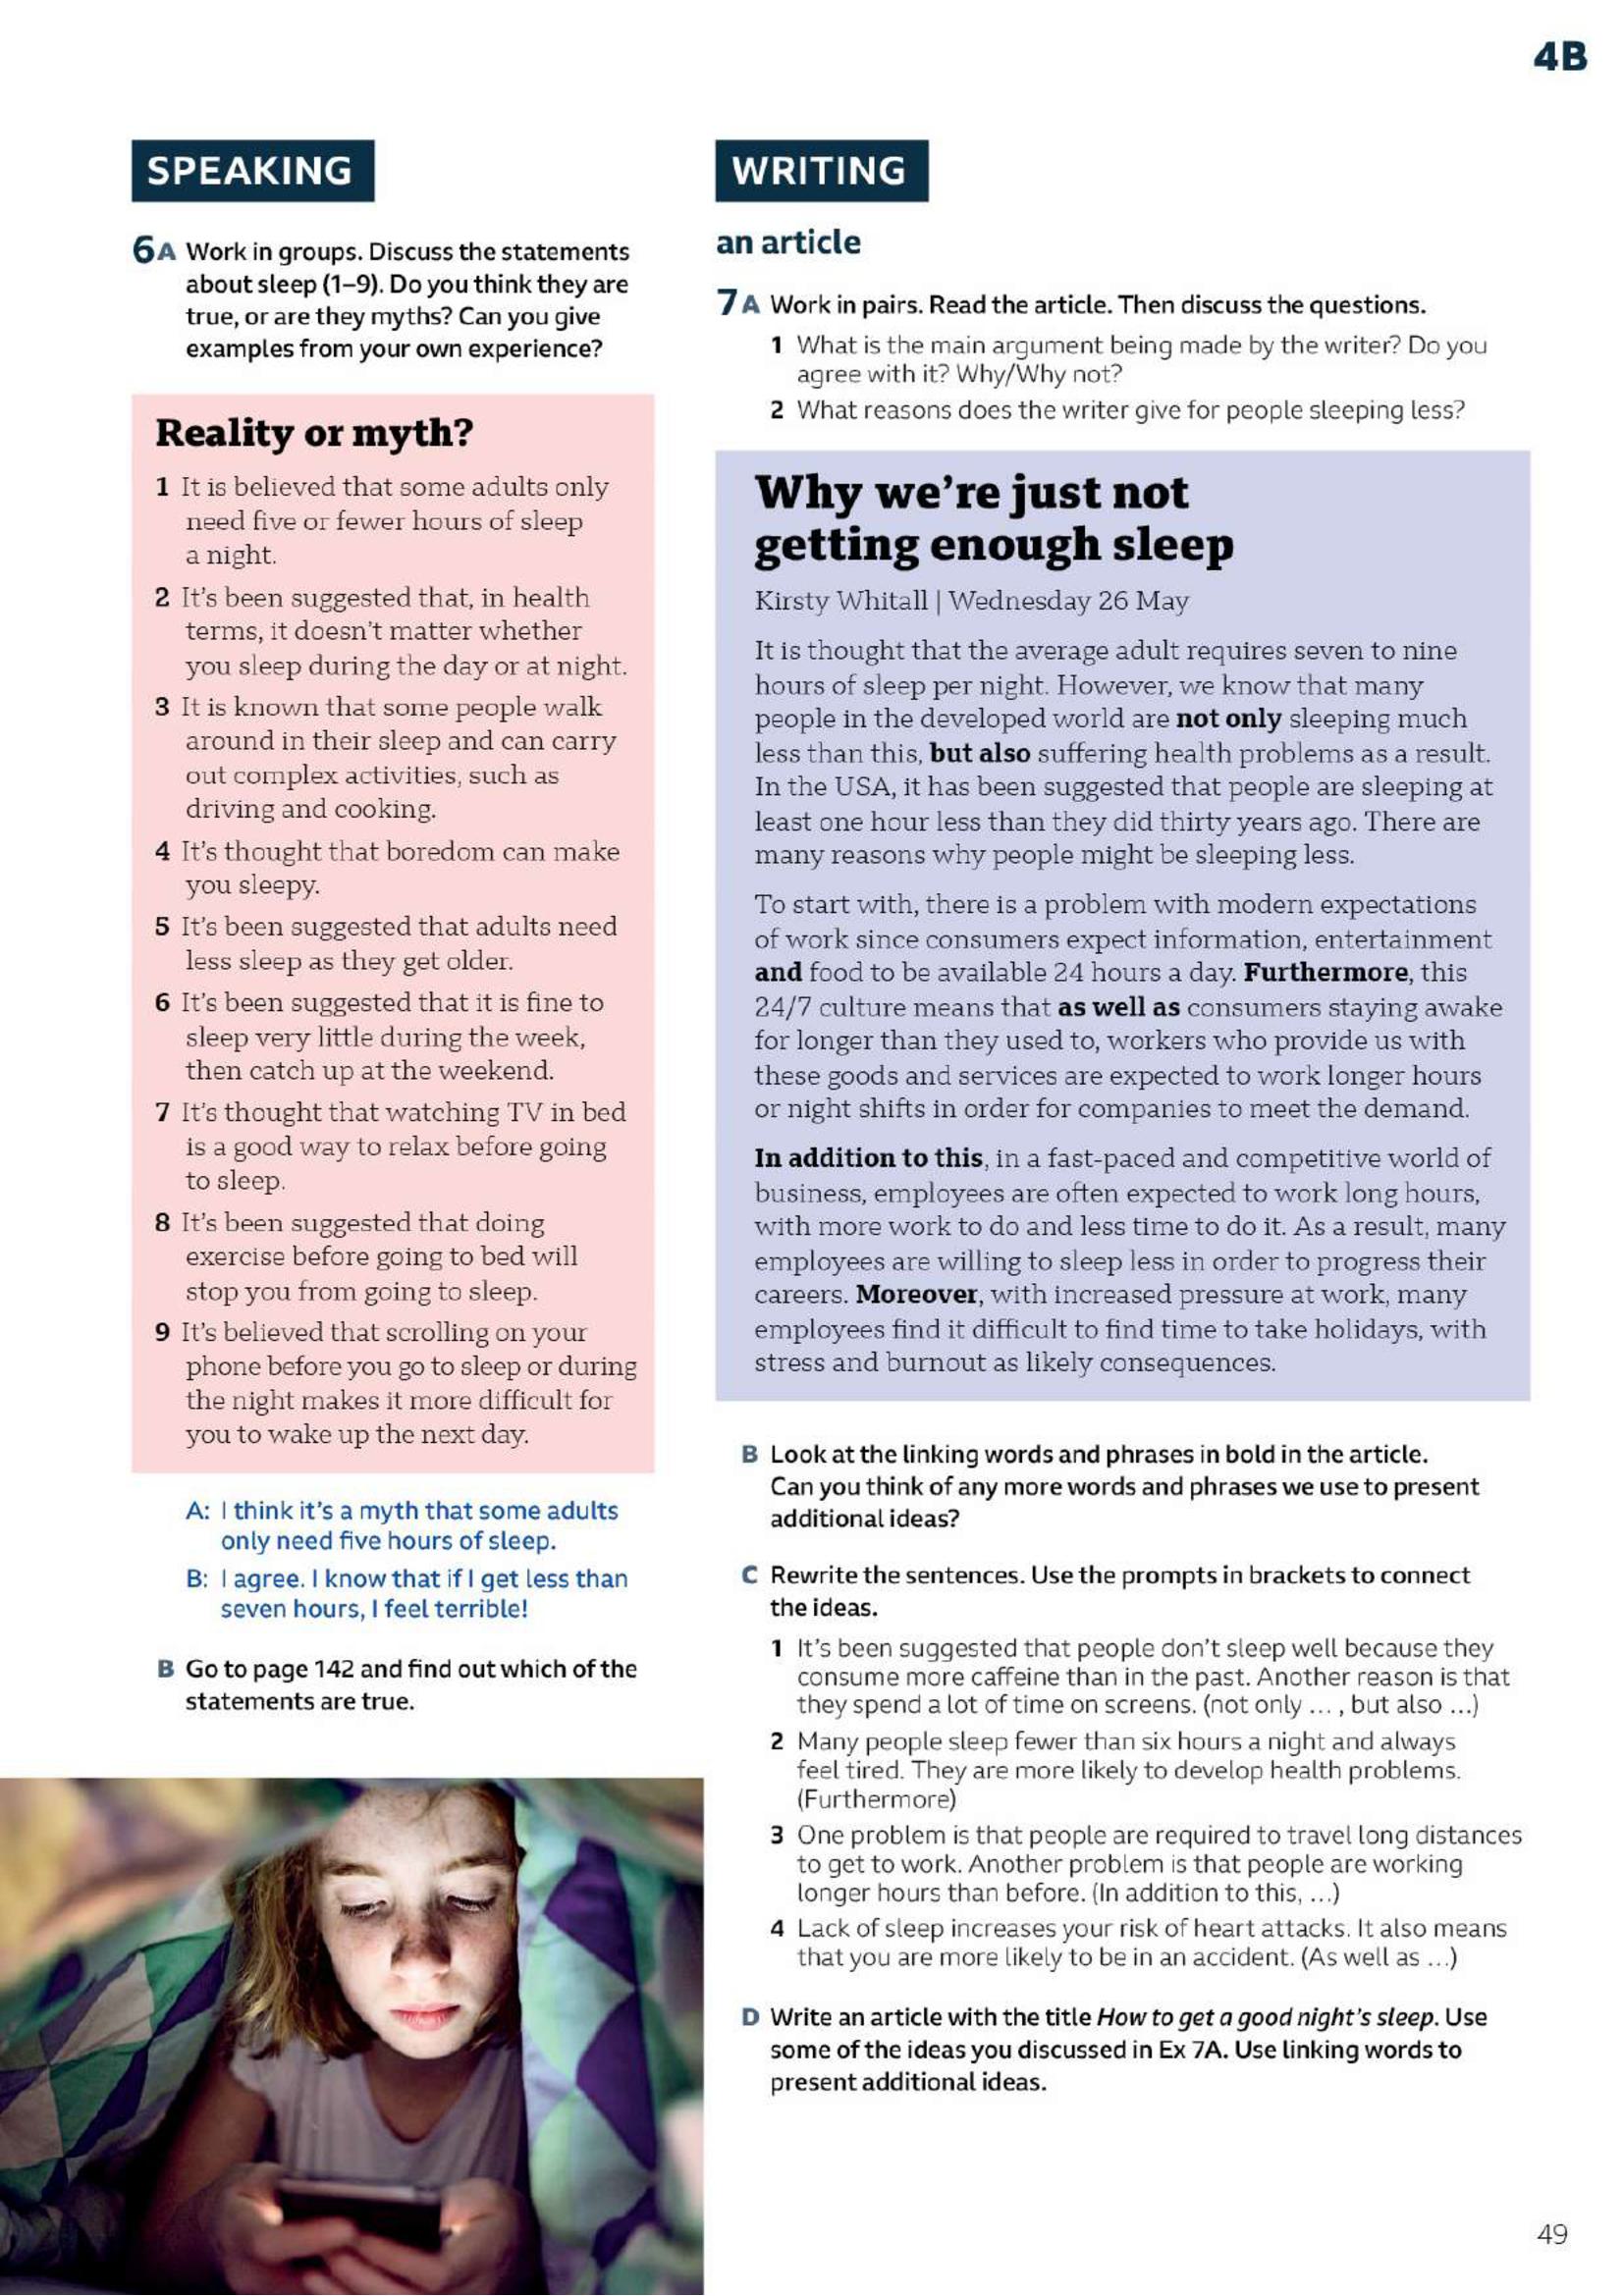 4B
SPEAKING
6A Work in groups. Discuss the statements
about sleep (1–9). Do you think they are
true, or are they myths? Can you give
examples from your own experience?
Reality or myth?
1 It is believed that some adults only
need five or fewer hours of sleep
a night.
2 It's been suggested that, in health
terms, it doesn't matter whether
you sleep during the day or at night.
3 It is known that some people walk
around in their sleep and can carry
out complex activities, such as
driving and cooking.
4 It's thought that boredom can make
you sleepy.
5 It's been suggested that adults need
less sleep as they get older.
6 It's been suggested that it is fine to
sleep very little during the week,
then catch up at the weekend.
7 It's thought that watching TV in bed
is a good way to relax before going
to sleep.
8 It's been suggested that doing
exercise before going to bed will
stop you from going to sleep.
9 It's believed that scrolling on your
phone before you go to sleep or during
the night makes it more difficult for
you to wake up the next day.
A: I think it's a myth that some adults
only need five hours of sleep.
B: I agree. I know that if I get less than
seven hours, I feel terrible!
B Go to page 142 and find out which of the
statements are true.
WRITING
an article
7A Work in pairs. Read the article. Then discuss the questions.
1 What is the main argument being made by the writer? Do you
agree with it? Why/Why not?
2 What reasons does the writer give for people sleeping less?
Why we're just not
getting enough sleep
Kirsty Whitall | Wednesday 26 May
It is thought that the average adult requires seven to nine
hours of sleep per night. However, we know that many
people in the developed world are not only sleeping much
less than this, but also suffering health problems as a result.
In the USA, it has been suggested that people are sleeping at
least one hour less than they did thirty years ago. There are
many reasons why people might be sleeping less.
To start with, there is a problem with modern expectations
of work since consumers expect information, entertainment
and food to be available 24 hours a day. Furthermore, this
24/7 culture means that as well as consumers staying awake
for longer than they used to, workers who provide us with
these goods and services are expected to work longer hours
or night shifts in order for companies to meet the demand.
In addition to this, in a fast-paced and competitive world of
business, employees are often expected to work long hours,
with more work to do and less time to do it. As a result, many
employees are willing to sleep less in order to progress their
careers. Moreover, with increased pressure at work, many
employees find it difficult to find time to take holidays, with
stress and burnout as likely consequences.
B Look at the linking words and phrases in bold in the article.
Can you think of any more words and phrases we use to present
additional ideas?
C Rewrite the sentences. Use the prompts in brackets to connect
the ideas.
1 It's been suggested that people don't sleep well because they
consume more caffeine than in the past. Another reason is that
they spend a lot of time on screens. (not only … , but also …)
2 Many people sleep fewer than six hours a night and always
feel tired. They are more likely to develop health problems.
(Furthermore)
3 One problem is that people are required to travel long distances
to get to work. Another problem is that people are working
longer hours than before. (In addition to this, …)
4 Lack of sleep increases your risk of heart attacks. It also means
that you are more likely to be in an accident. (As well as …)
D Write an article with the title How to get a good night's sleep. Use
some of the ideas you discussed in Ex 7A. Use linking words to
present additional ideas.
49